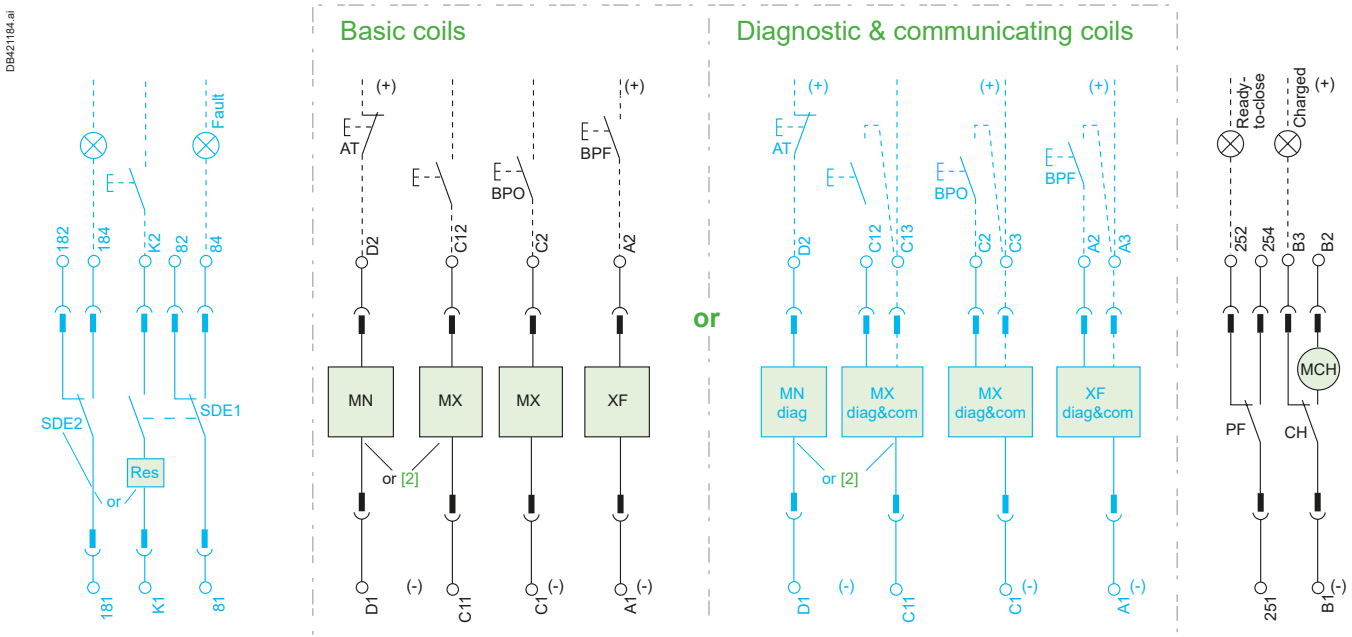 DB421184.ai
Basic coils
Diagnostic & communicating coils
Fault
(+)
(+)
(+)
(+)
(+)
Ready-
to-close
Charged
(+)
AT
BPO
BPF
AT
BPO
BPF
182
184
K2
82
84
D2
C12
C2
A2
D2
C12
C13
C2
C3
A2
A3
252
254
B3
B2
or
MN
MX
MX
XF
MN
diag
MX
diag&com
MX
diag&com
XF
diag&com
MCH
SDE2
SDE1
PF
CH
Res
or
or [2]
or [2]
181
K1
81
D1
(-)
C11
C1
(-)
A1
(-)
D1
(-)
C11
C1
(-)
A1
(-)
251
B1
(-)